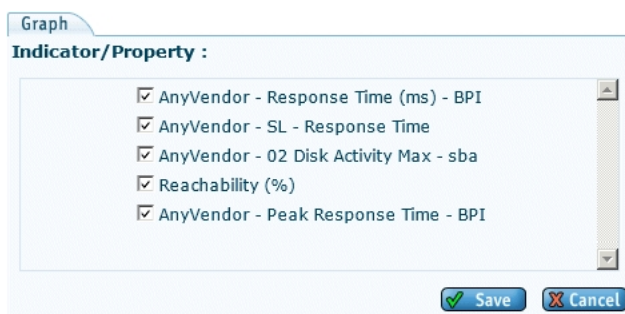 Graph
Indicator/Property :
AnyVendor - Response Time (ms) - BPI
AnyVendor - SL - Response Time
AnyVendor - 02 Disk Activity Max - sba
Reachability (%)
AnyVendor - Peak Response Time - BPI
Save Cancel